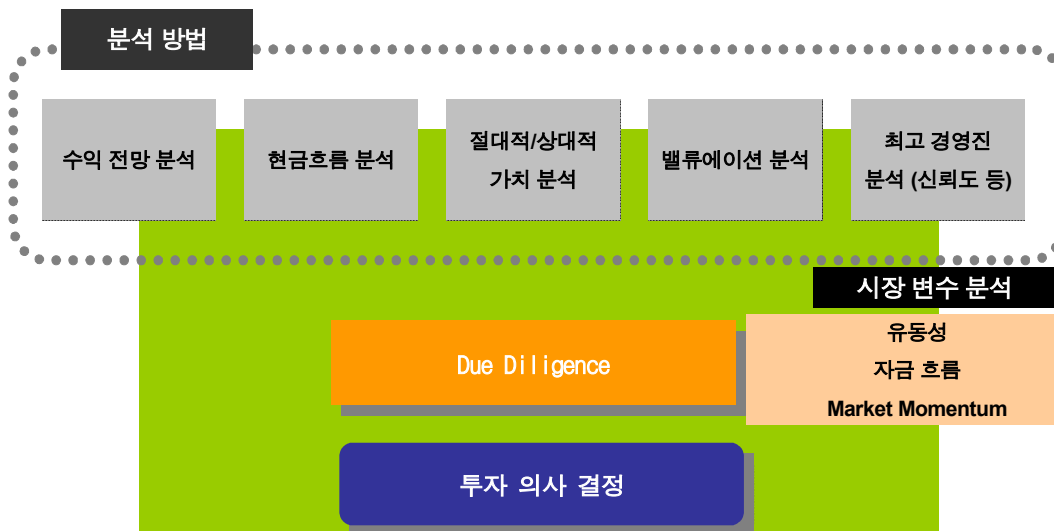 분석 방법
수익 전망 분석
현금흐름 분석
절대적/상대적
가치 분석
밸류에이션 분석
최고 경영진
분석 (신뢰도 등)
시장 변수 분석
유동성
자금 흐름
Market Momentum
Due Diligence
투자 의사 결정